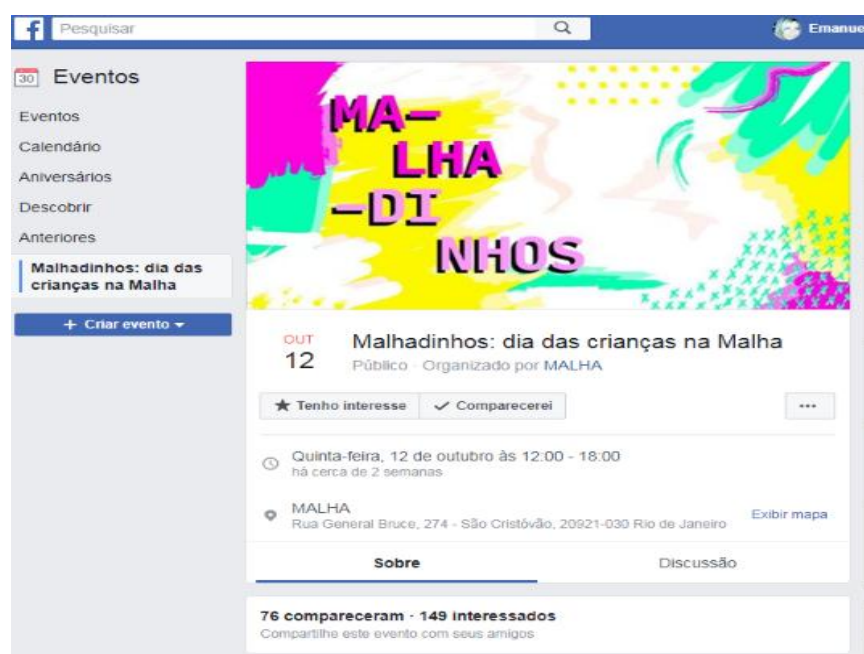 f Pesquisar Emanue
30 Eventos
Eventos
Calendário
Aniversários
Descobrir
Anteriores
Malhadinhos: dia das
crianças na Malha
+ Criar evento
MA–
LHA
–DI
NHOS
OUT
12
Malhadinhos: dia das crianças na Malha
Público · Organizado por MALHA
Tenho interesse Comparecerei ...
Quinta-feira, 12 de outubro às 12:00 - 18:00
há cerca de 2 semanas
MALHA
Rua General Bruce, 274 - São Cristóvão, 20921-030 Rio de Janeiro
Exibir mapa
Sobre Discussão
76 compareceram · 149 interessados
Compartilhe este evento com seus amigos